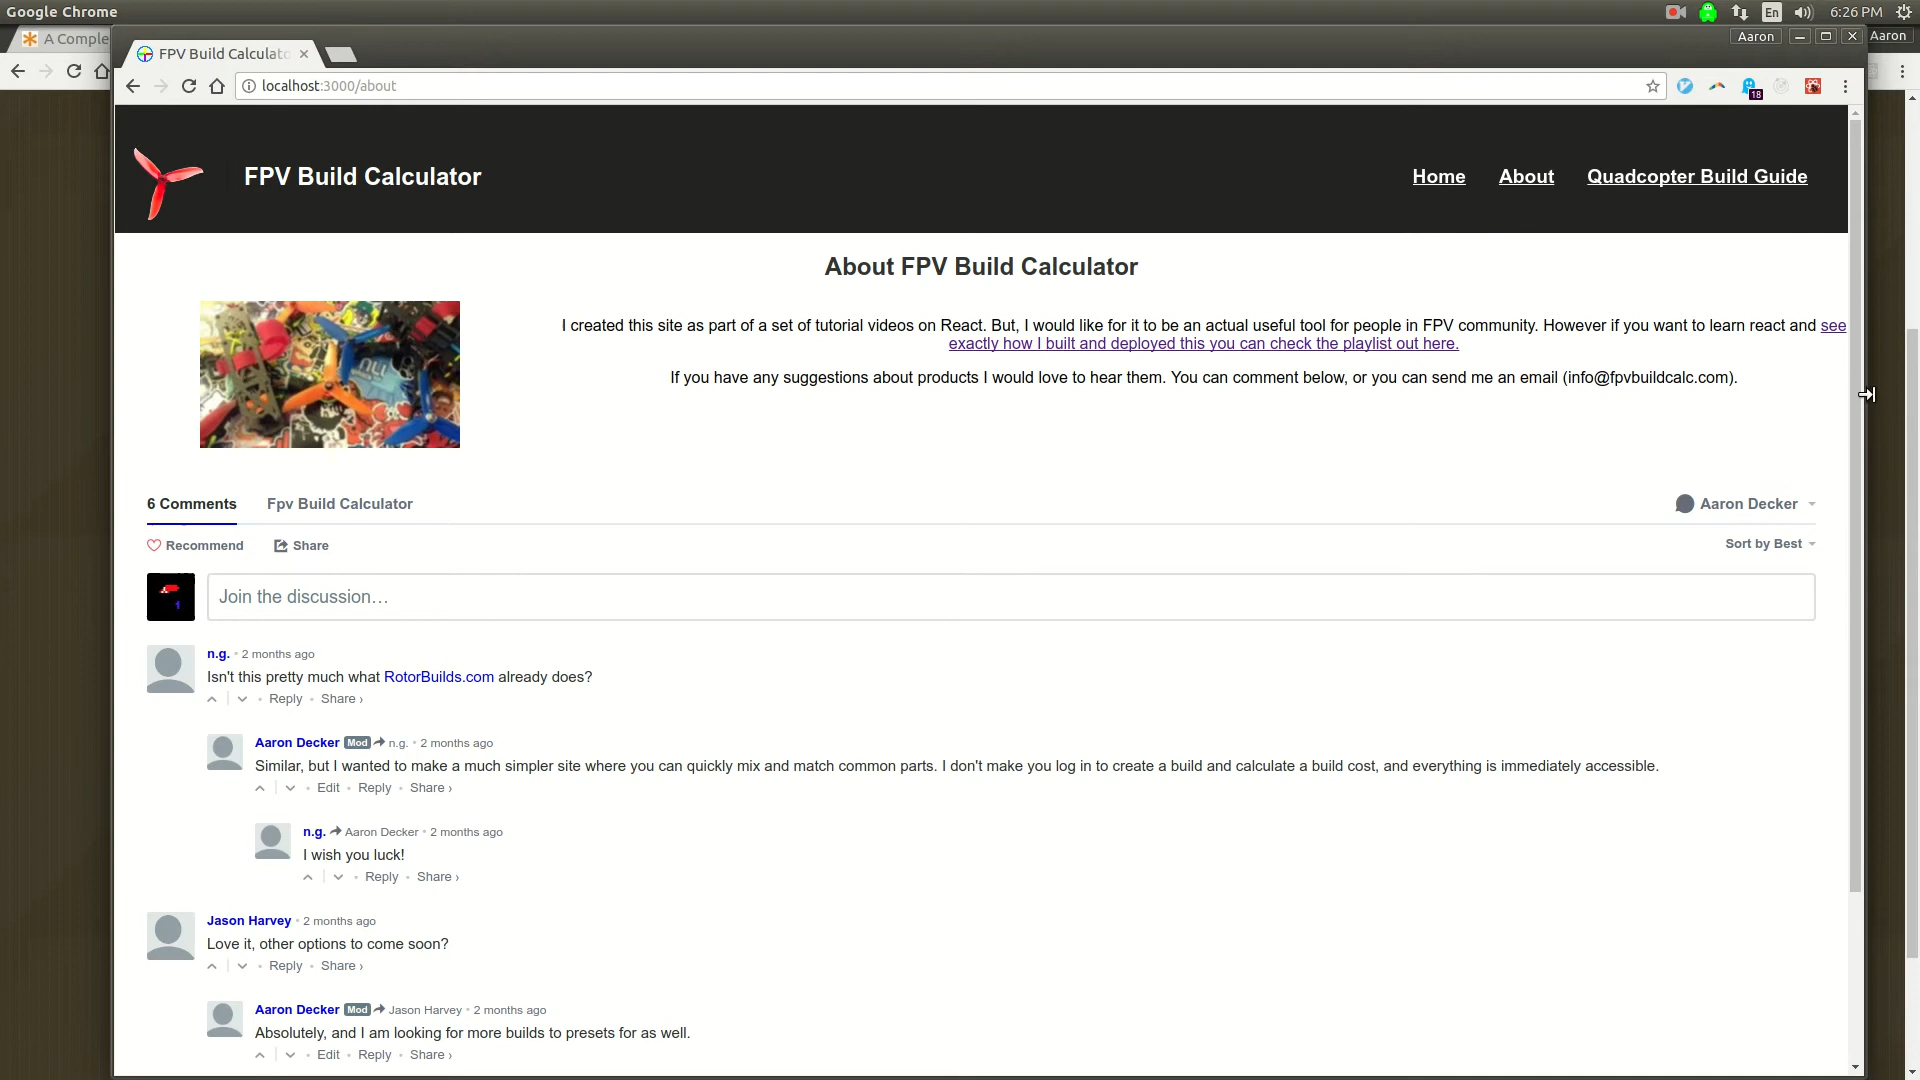 Google Chrome
En
6:26 PM
A Comple
FPV Build Calculato
Aaron
Aaron
localhost:3000/about
18
FPV Build Calculator
Home
About
Quadcopter Build Guide
About FPV Build Calculator
I created this site as part of a set of tutorial videos on React. But, I would like for it to be an actual useful tool for people in FPV community. However if you want to learn react and see
exactly how I built and deployed this you can check the playlist out here.
If you have any suggestions about products I would love to hear them. You can comment below, or you can send me an email (info@fpvbuildcalc.com).
6 Comments
Fpv Build Calculator
Aaron Decker
Recommend
Share
Sort by Best
Join the discussion…
n.g. • 2 months ago
Isn't this pretty much what RotorBuilds.com already does?
• Reply • Share ›
Aaron Decker Mod n.g. • 2 months ago
Similar, but I wanted to make a much simpler site where you can quickly mix and match common parts. I don't make you log in to create a build and calculate a build cost, and everything is immediately accessible.
• Edit • Reply • Share ›
n.g. Aaron Decker • 2 months ago
I wish you luck!
• Reply • Share ›
Jason Harvey • 2 months ago
Love it, other options to come soon?
• Reply • Share ›
Aaron Decker Mod Jason Harvey • 2 months ago
Absolutely, and I am looking for more builds to presets for as well.
• Edit • Reply • Share ›